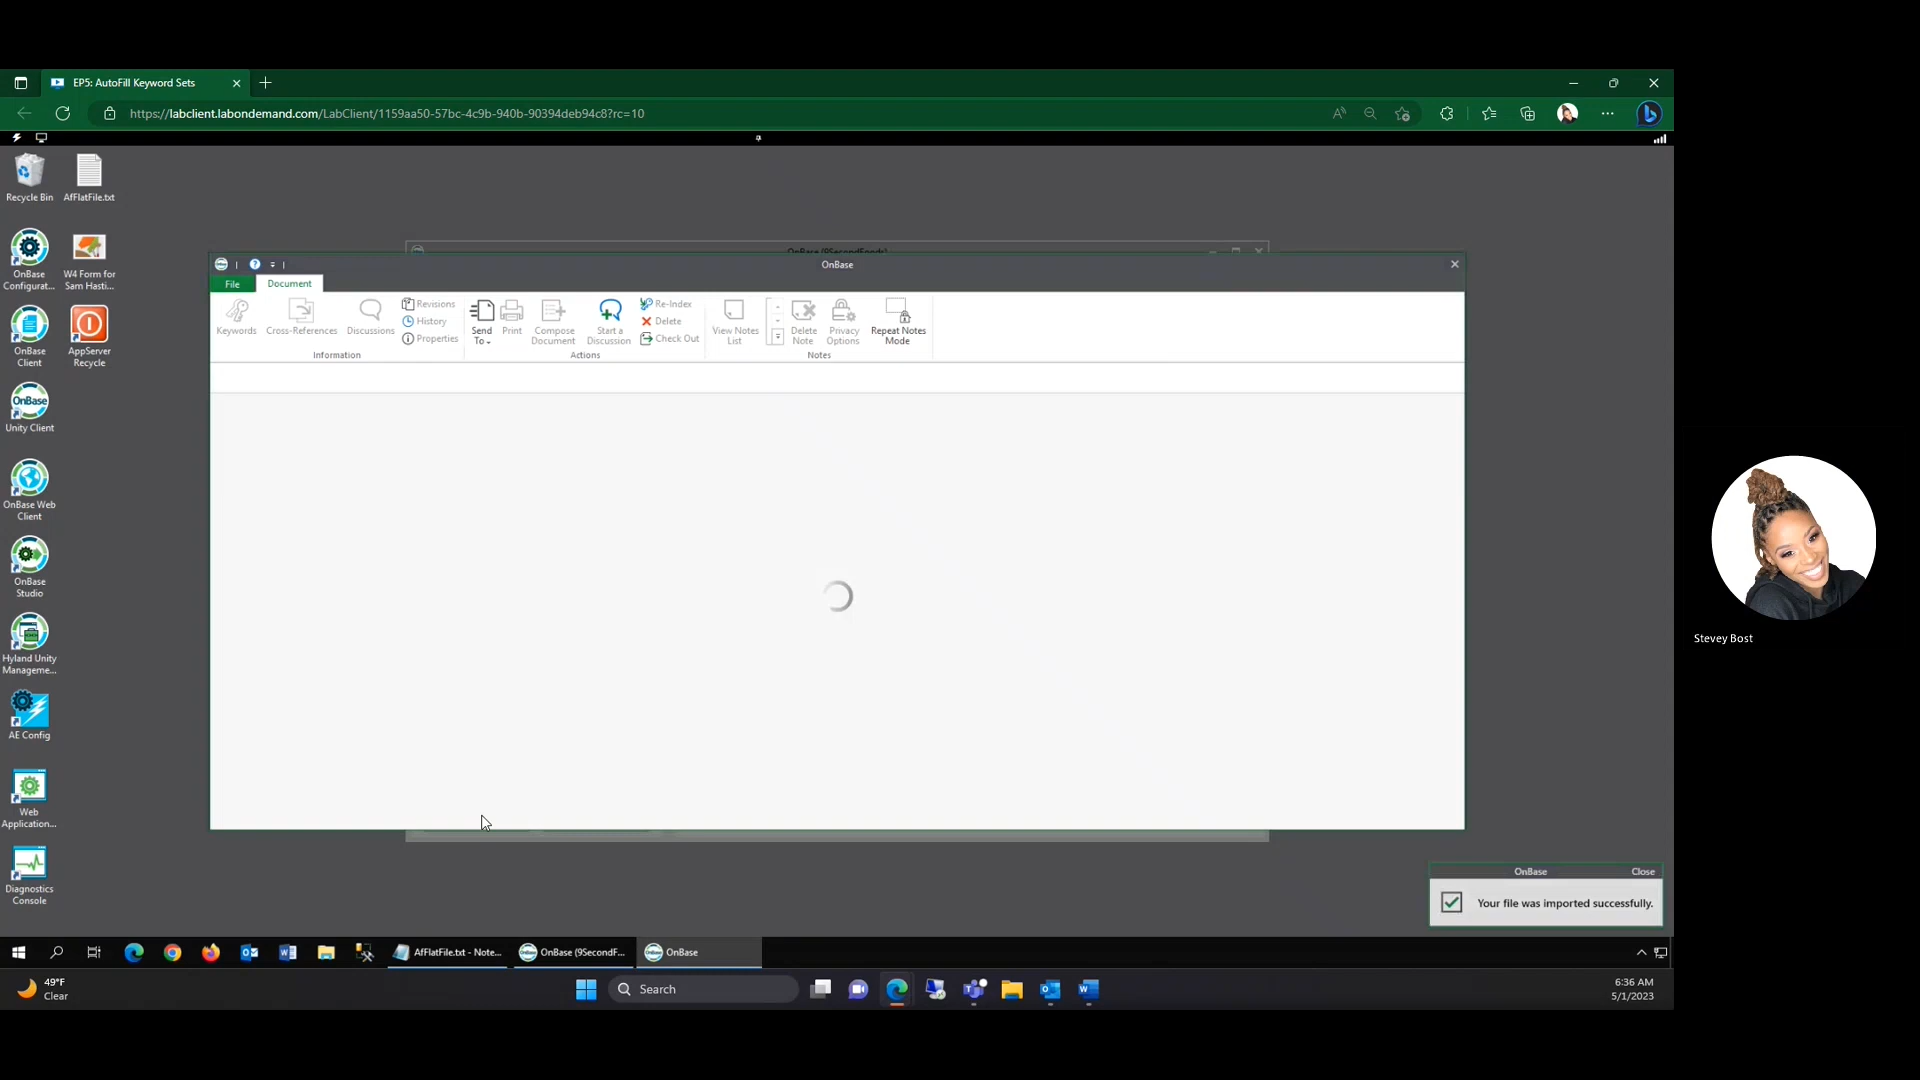 EP5: AutoFill Keyword Sets
https://labclient.labondemand.com/LabClient/1159aa50-57bc-4c9b-940b-90394deb94c8?rc=10
Recycle Bin
AfFlatFile.txt
OnBase
Configurat...
W4 Form for
Sam Hasti...
OnBase
Client
AppServer
Recycle
OnBase
Unity Client
OnBase Web
Client
OnBase
Studio
Hyland Unity
Manageme...
AE Config
Web
Application...
Diagnostics
Console
OnBase (9SecondFoods)
OnBase
File
Document
Keywords
Cross-References
Discussions
Revisions
History
Properties
Information
Send
To
Print
Compose
Document
Start a
Discussion
Re-Index
Delete
Check Out
Actions
View Notes
List
Delete
Note
Privacy
Options
Repeat Notes
Mode
Notes
OnBase
Close
Your file was imported successfully.
AfFlatFile.txt - Note...
OnBase (9SecondF...
OnBase
49°F
Clear
Search
6:36 AM
5/1/2023
Stevey Bost